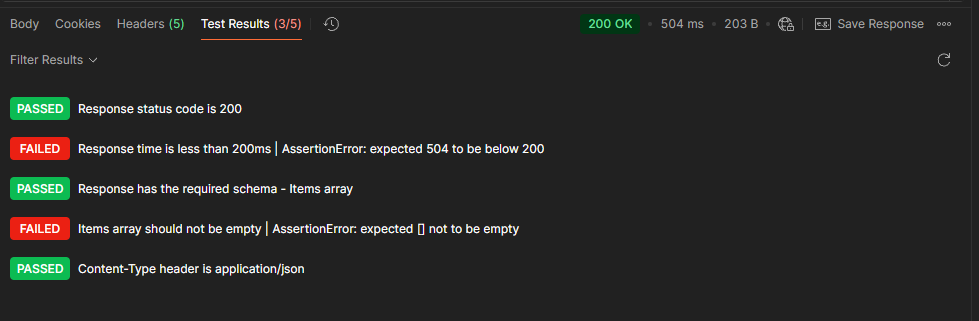 Body Cookies Headers (5) Test Results (3/5) 200 OK • 504 ms • 203 B e.g. Save Response
Filter Results
PASSED Response status code is 200
FAILED Response time is less than 200ms | AssertionError: expected 504 to be below 200
PASSED Response has the required schema - Items array
FAILED Items array should not be empty | AssertionError: expected [] not to be empty
PASSED Content-Type header is application/json